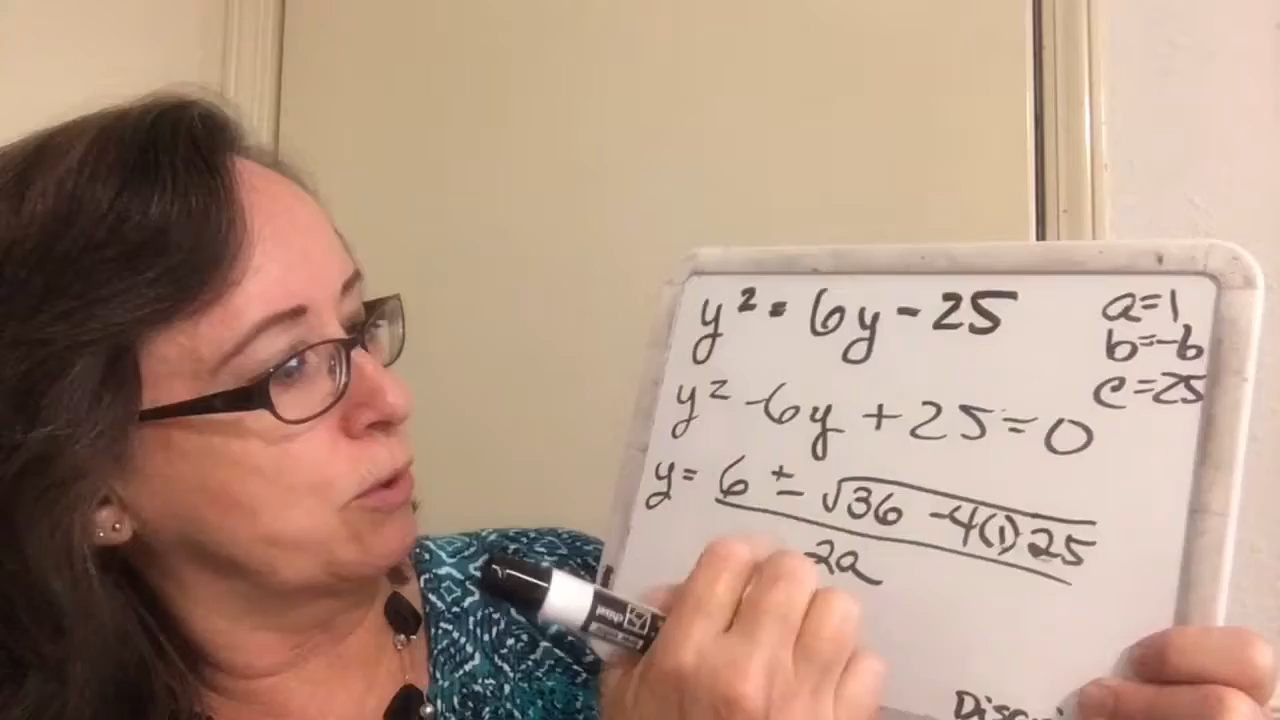 y² = 6y - 25
a=1
b=-6
c=25
y² - 6y + 25 = 0
y = 6 ± √36 - 4(1)25
2a